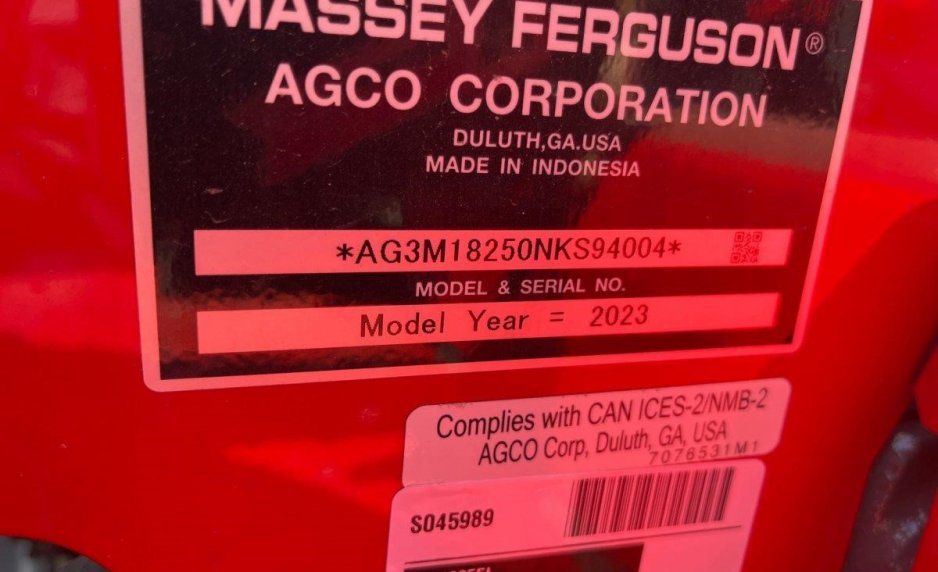 MASSEY FERGUSON®
AGCO CORPORATION
DULUTH,GA.USA
MADE IN INDONESIA
*AG3M18250NKS94004*
MODEL & SERIAL NO.
Model Year = 2023
Complies with CAN ICES-2/NMB-2
AGCO Corp, Duluth, GA, USA
7076531M1
S045989